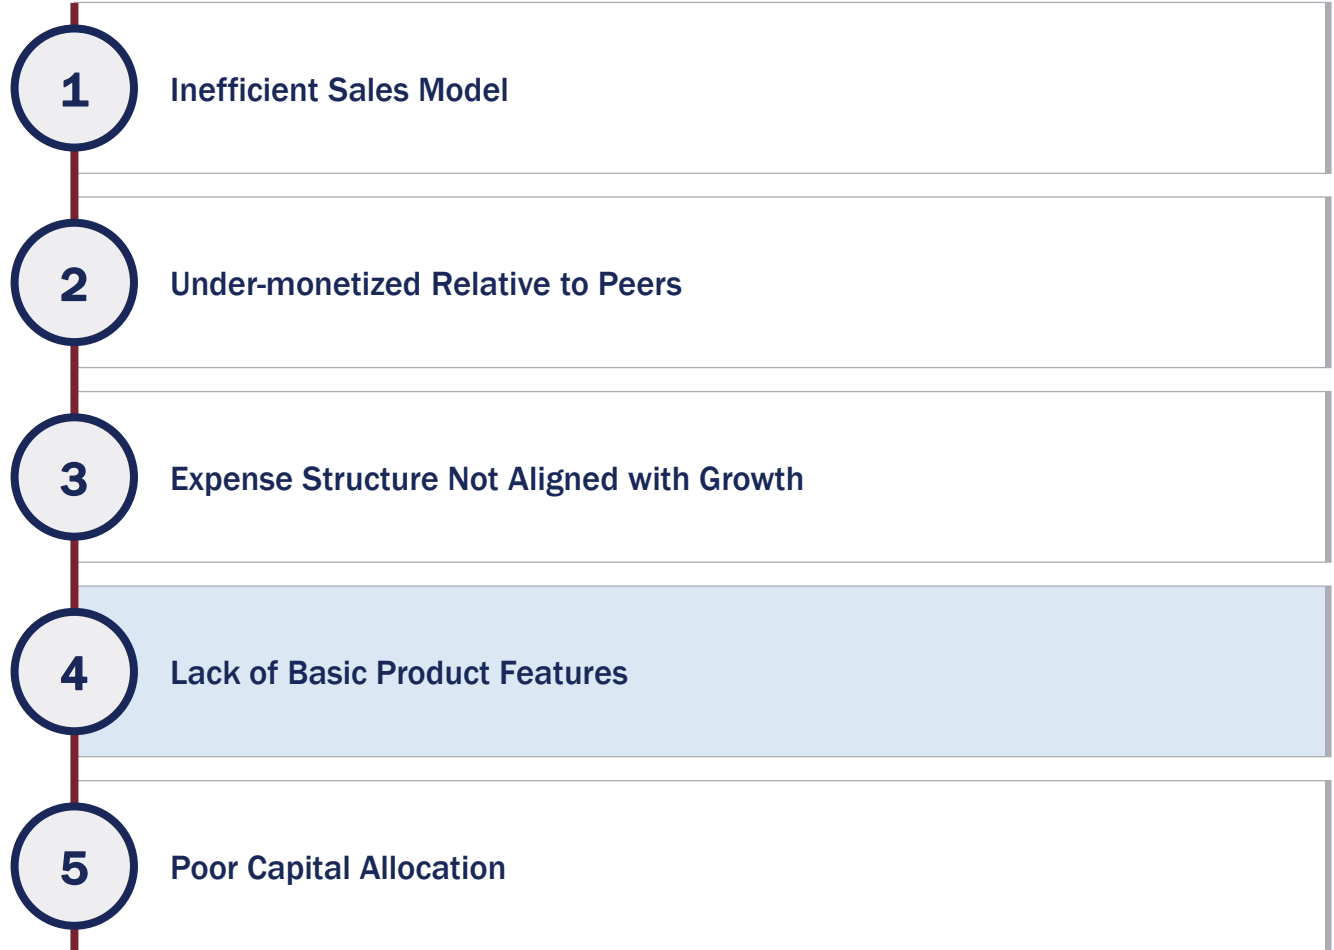 1
Inefficient Sales Model
2
Under-monetized Relative to Peers
3
Expense Structure Not Aligned with Growth
4
Lack of Basic Product Features
5
Poor Capital Allocation